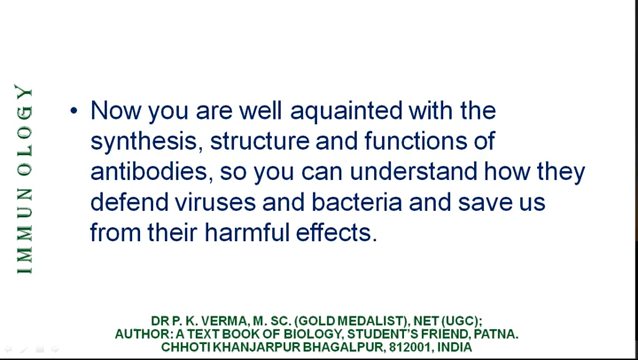 IMMUNOLOGY
• Now you are well aquainted with the
synthesis, structure and functions of
antibodies, so you can understand how they
defend viruses and bacteria and save us
from their harmful effects.
DR P. K. VERMA, M. SC. (GOLD MEDALIST), NET (UGC);
AUTHOR: A TEXT BOOK OF BIOLOGY, STUDENT'S FRIEND, PATNA.
CHHOTI KHANJARPUR BHAGALPUR, 812001, INDIA